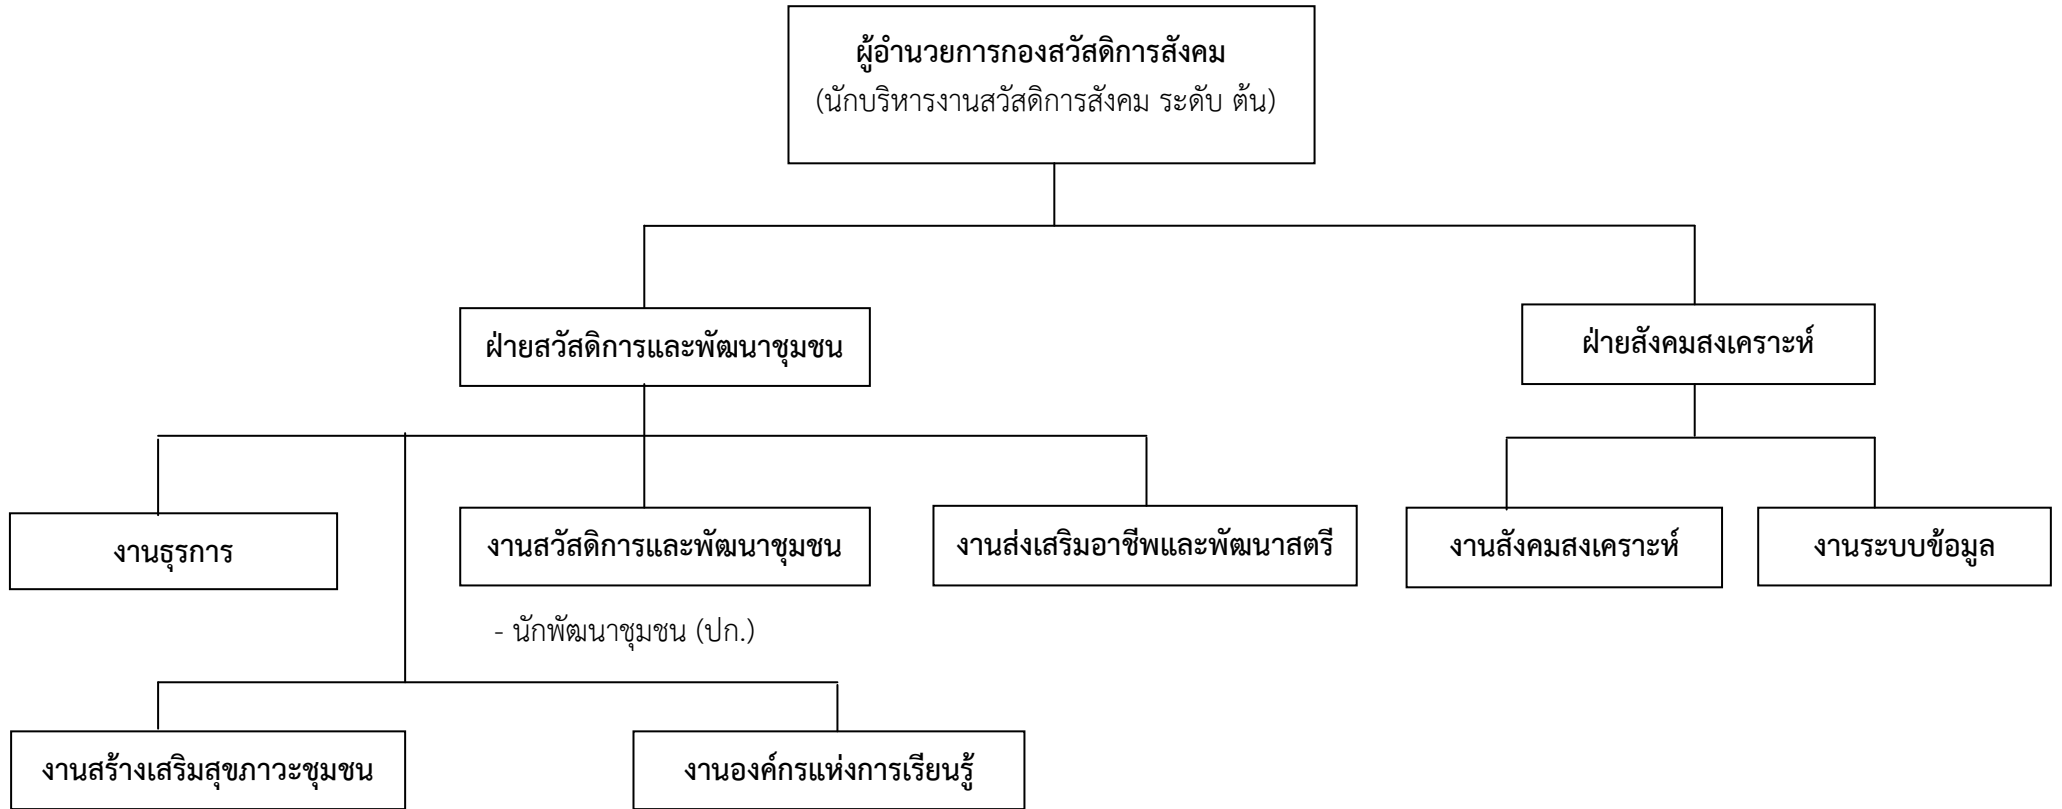 ผู้อำนวยการกองสวัสดิการสังคม
(นักบริหารงานสวัสดิการสังคม ระดับ ต้น)
ฝ่ายสวัสดิการและพัฒนาชุมชน
ฝ่ายสังคมสงเคราะห์
งานธุรการ
งานสวัสดิการและพัฒนาชุมชน
งานส่งเสริมอาชีพและพัฒนาสตรี
งานสังคมสงเคราะห์
งานระบบข้อมูล
- นักพัฒนาชุมชน (ปก.)
งานสร้างเสริมสุขภาวะชุมชน
งานองค์กรแห่งการเรียนรู้